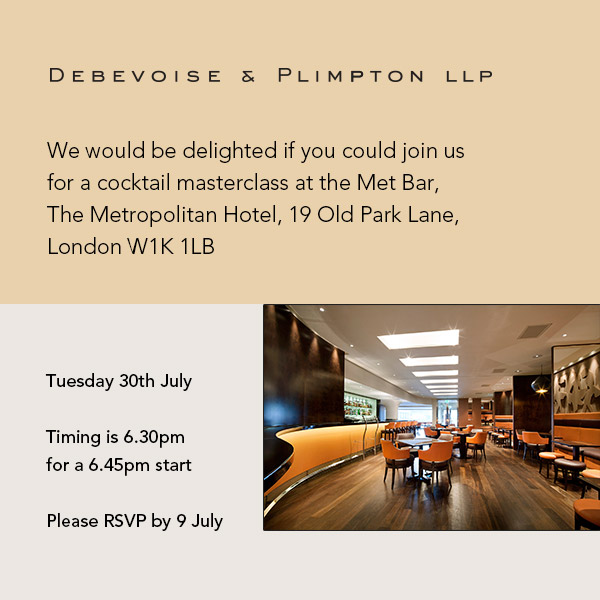 DEBEVOISE & PLIMPTON LLP
We would be delighted if you could join us
for a cocktail masterclass at the Met Bar,
The Metropolitan Hotel, 19 Old Park Lane,
London W1K 1LB
Tuesday 30th July
Timing is 6.30pm
for a 6.45pm start
Please RSVP by 9 July